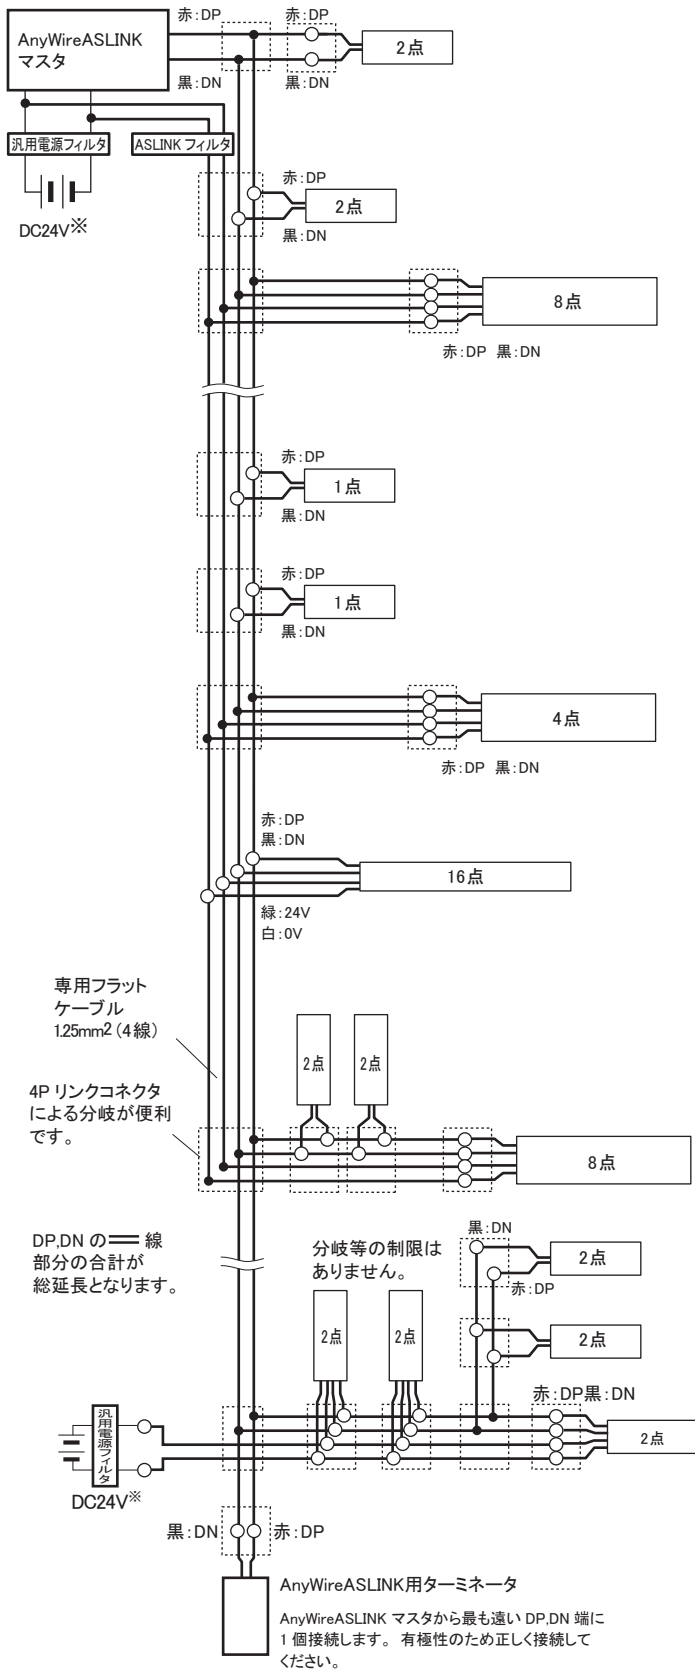 赤:DP
赤:DP
AnyWireASLINK
マスタ
2点
黒:DN
黒:DN
汎用電源フィルタ
ASLINK フィルタ
DC24V※
赤:DP
2点
黒:DN
8点
赤:DP 黒:DN
赤:DP
1点
黒:DN
赤:DP
1点
黒:DN
4点
赤:DP 黒:DN
赤:DP
黒:DN
16点
緑:24V
白:0V
専用フラット
ケーブル
1.25mm2 (4線)
2点
2点
4P リンクコネクタ
による分岐が便利
です。
8点
DP,DN の 線
部分の合計が
総延長となります。
分岐等の制限は
ありません。
黒:DN
2点
赤:DP
2点
2点
2点
赤:DP黒:DN
汎用電源フィルタ
2点
DC24V※
黒:DN
赤:DP
AnyWireASLINK用ターミネータ
AnyWireASLINK マスタから最も遠い DP,DN 端に
1 個接続します。 有極性のため正しく接続して
ください。